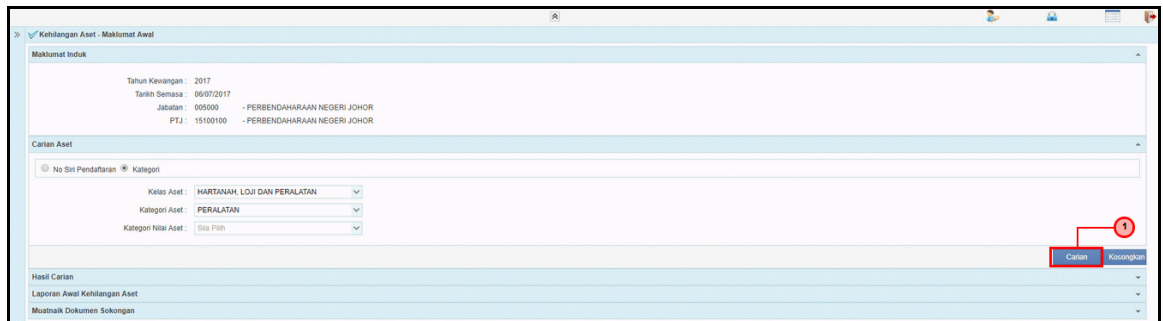 Kehilangan Aset - Maklumat Awal
Maklumat Induk
Tahun Kewangan : 2017
Tarikh Semasa : 06/07/2017
Jabatan : 005000 - PERBENDAHARAAN NEGERI JOHOR
PTJ : 15100100 - PERBENDAHARAAN NEGERI JOHOR
Carian Aset
No Siri Pendaftaran Kategori
Kelas Aset : HARTANAH, LOJI DAN PERALATAN
Kategori Aset : PERALATAN
Kategori Nilai Aset : Sila Pilih
1
Carian Kosongkan
Hasil Carian
Laporan Awal Kehilangan Aset
Muatnaik Dokumen Sokongan